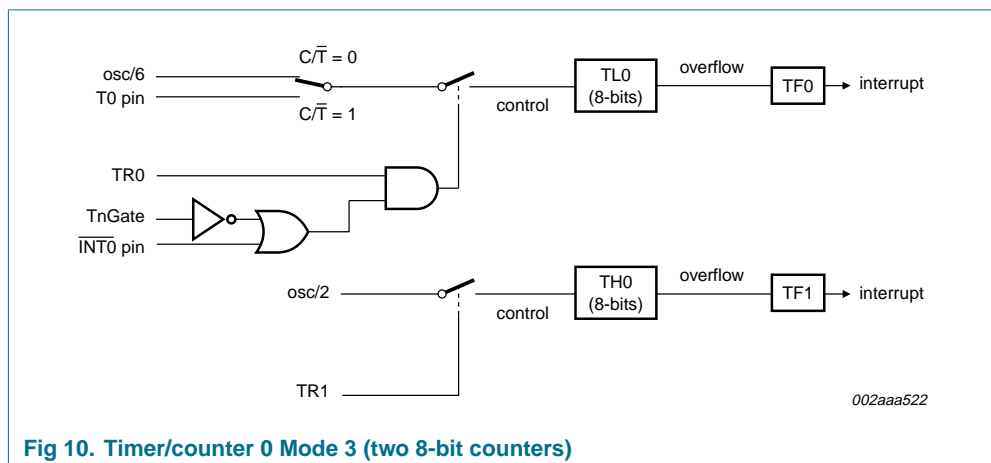 C/T̅ = 0
osc/6
T0 pin
C/T̅ = 1
TL0
(8-bits)
overflow
TF0
interrupt
control
TR0
TnGate
I̅N̅T̅0̅ pin
osc/2
TH0
(8-bits)
overflow
TF1
interrupt
control
TR1
002aaa522
Fig 10. Timer/counter 0 Mode 3 (two 8-bit counters)